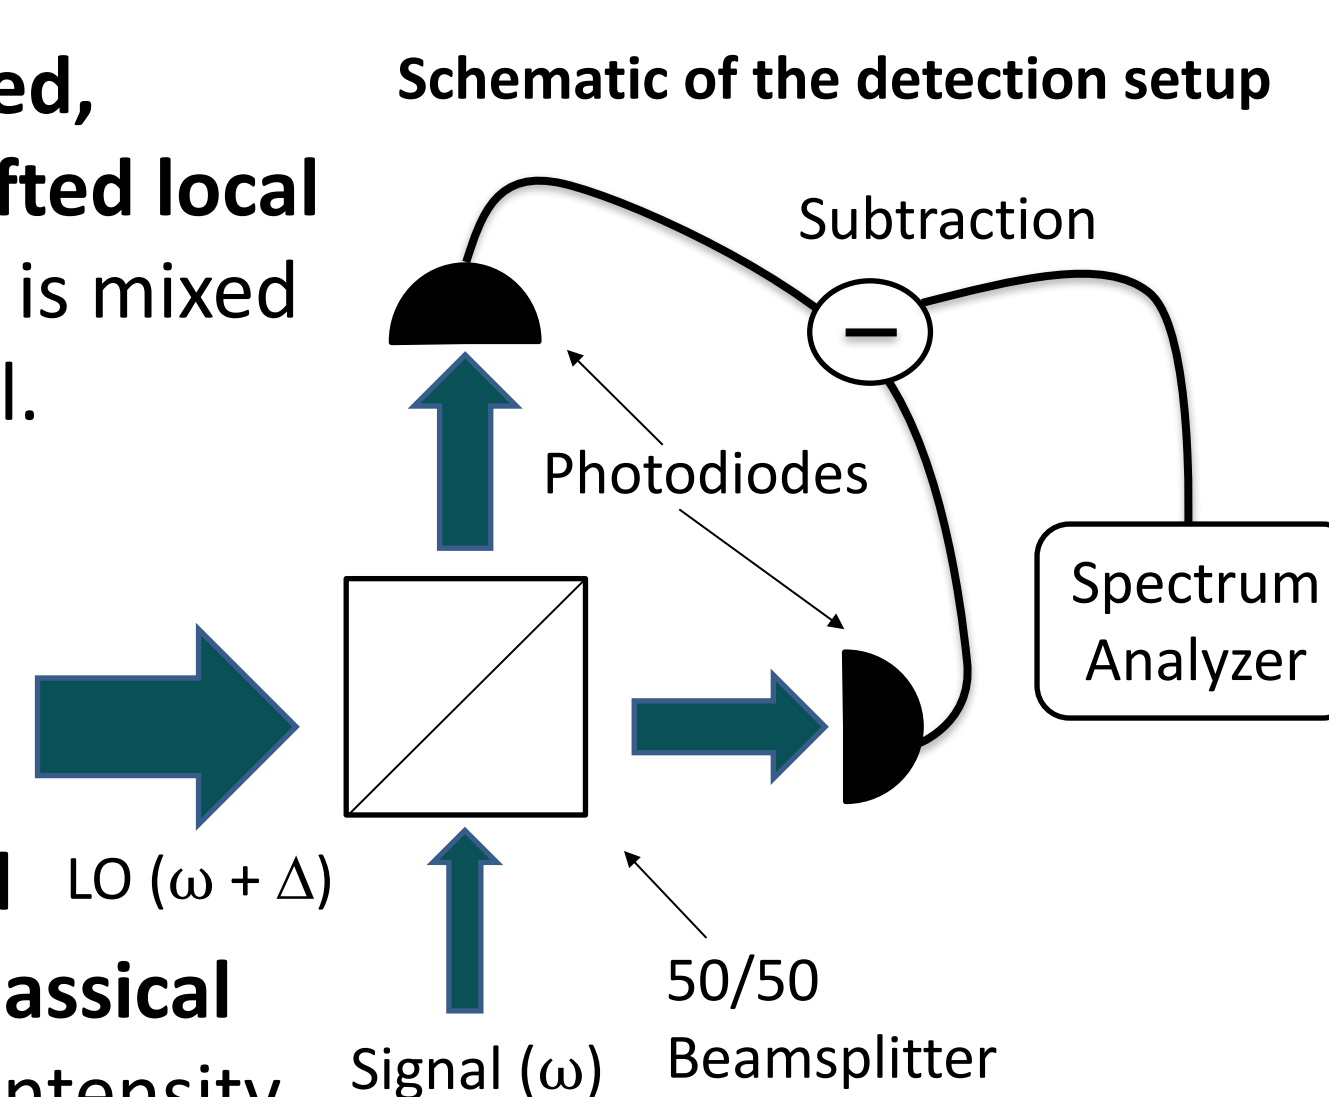 ed,
fted local
is mixed
l.
assical
ntensity
Schematic of the detection setup
Subtraction
Photodiodes
Spectrum
Analyzer
LO (ω + Δ)
50/50
Beamsplitter
Signal (ω)